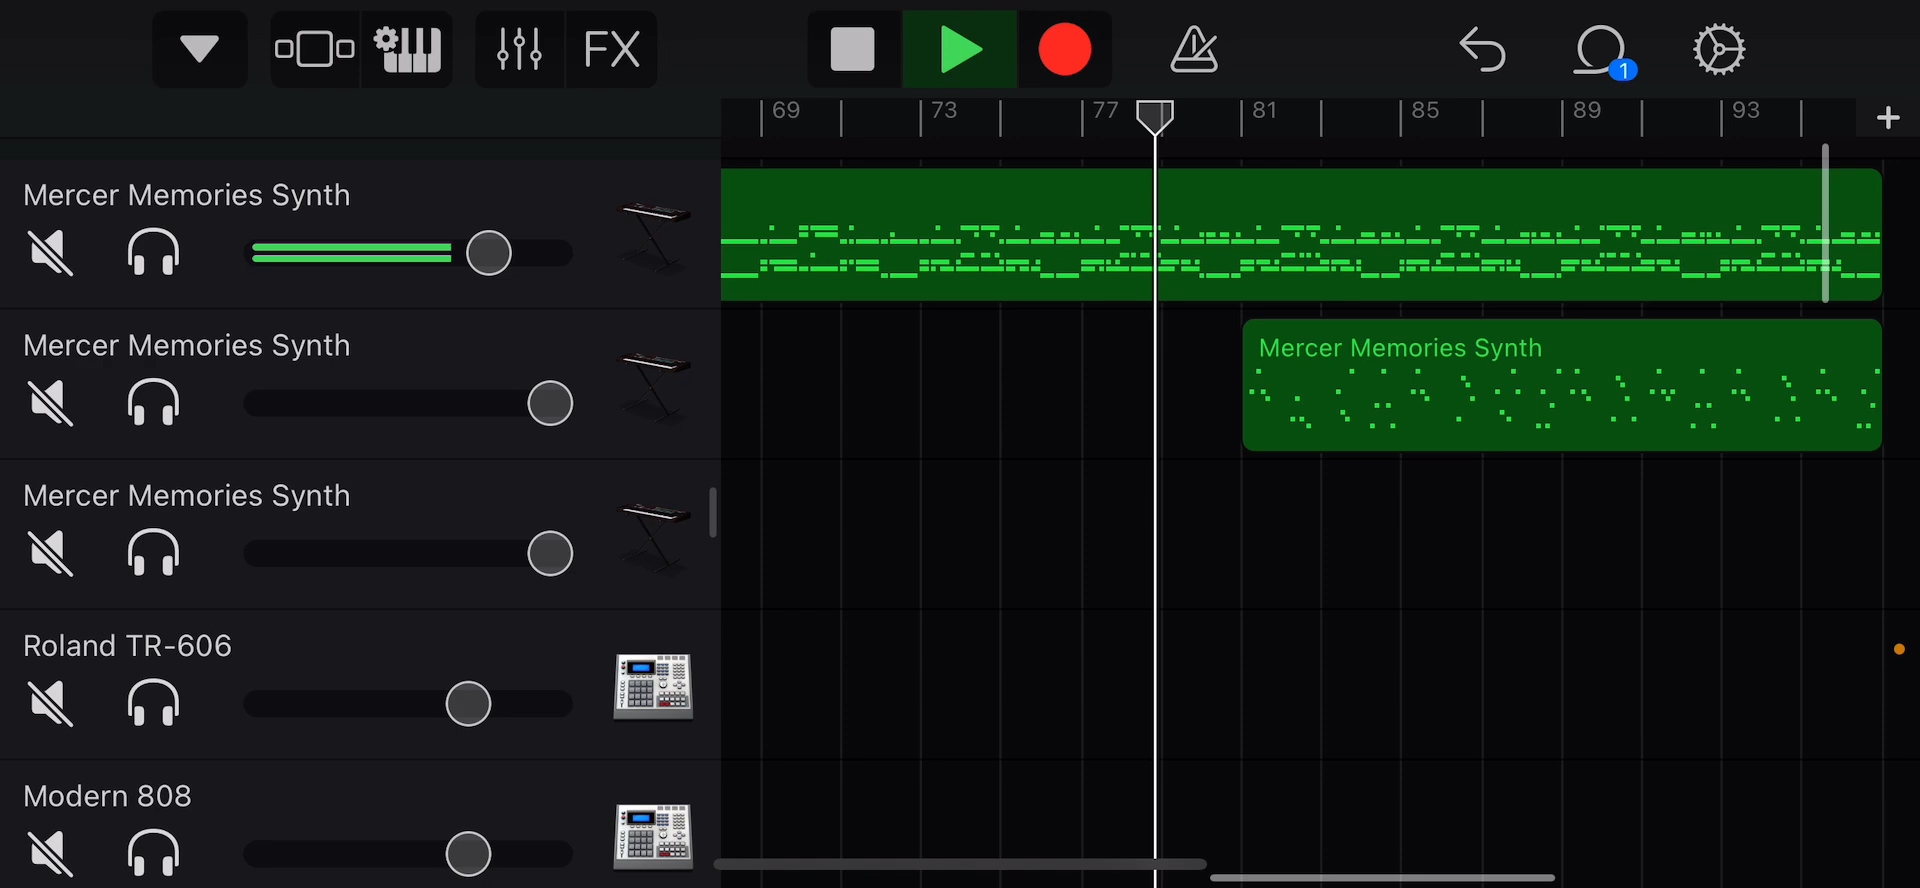 FX
1
69 73 77 81 85 89 93
Mercer Memories Synth
Mercer Memories Synth
Mercer Memories Synth
Mercer Memories Synth
Roland TR-606
Modern 808